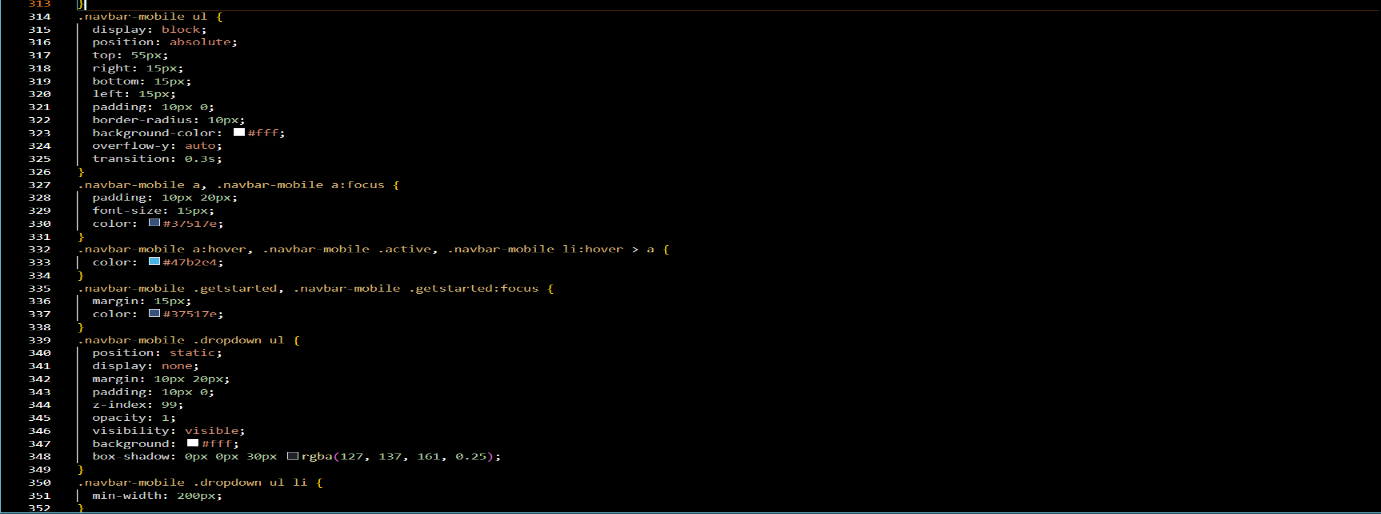 313 }
314 .navbar-mobile ul {
315 display: block;
316 position: absolute;
317 top: 55px;
318 right: 15px;
319 bottom: 15px;
320 left: 15px;
321 padding: 10px 0;
322 border-radius: 10px;
323 background-color: #fff;
324 overflow-y: auto;
325 transition: 0.3s;
326 }
327 .navbar-mobile a, .navbar-mobile a:focus {
328 padding: 10px 20px;
329 font-size: 15px;
330 color: #37517e;
331 }
332 .navbar-mobile a:hover, .navbar-mobile .active, .navbar-mobile li:hover > a {
333 color: #47b2e4;
334 }
335 .navbar-mobile .getstarted, .navbar-mobile .getstarted:focus {
336 margin: 15px;
337 color: #37517e;
338 }
339 .navbar-mobile .dropdown ul {
340 position: static;
341 display: none;
342 margin: 10px 20px;
343 padding: 10px 0;
344 z-index: 99;
345 opacity: 1;
346 visibility: visible;
347 background: #fff;
348 box-shadow: 0px 0px 30px rgba(127, 137, 161, 0.25);
349 }
350 .navbar-mobile .dropdown ul li {
351 min-width: 200px;
352 }